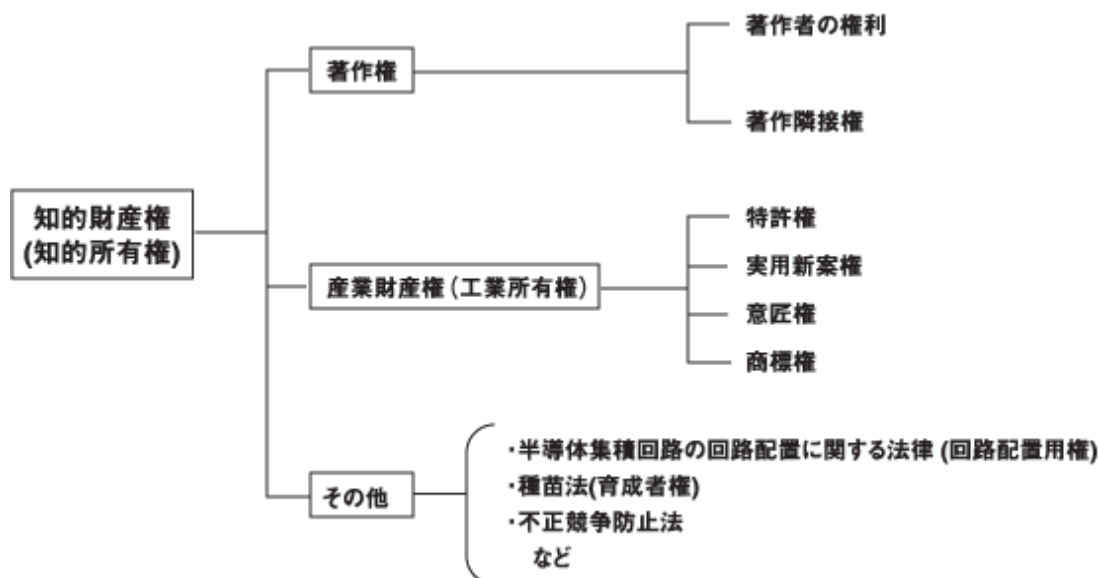 著作者の権利
著作権
著作隣接権
知的財産権
(知的所有権)
特許権
実用新案権
産業財産権（工業所有権）
意匠権
商標権
・半導体集積回路の回路配置に関する法律 (回路配置用権)
その他
・種苗法(育成者権)
・不正競争防止法
など